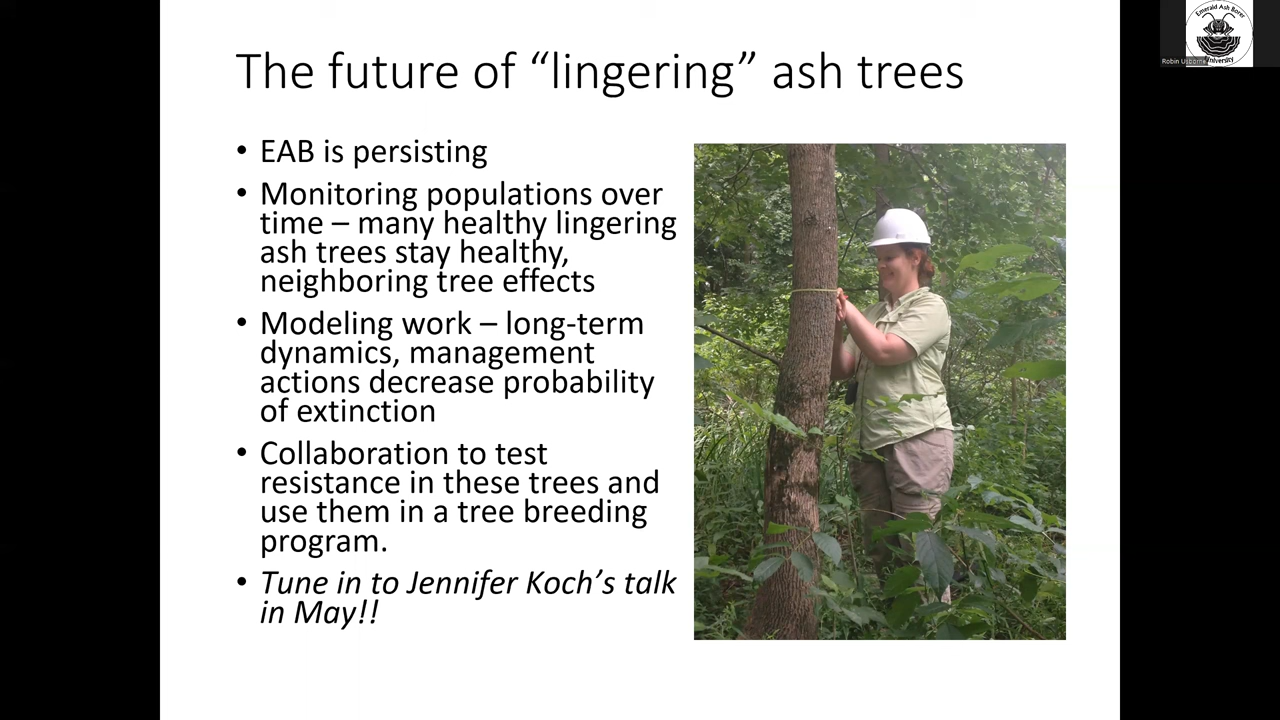 The future of “lingering” ash trees
• EAB is persisting
• Monitoring populations over
time – many healthy lingering
ash trees stay healthy,
neighboring tree effects
• Modeling work – long-term
dynamics, management
actions decrease probability
of extinction
• Collaboration to test
resistance in these trees and
use them in a tree breeding
program.
• Tune in to Jennifer Koch’s talk
in May!!
Emerald Ash Borer
University
Robin Usborne